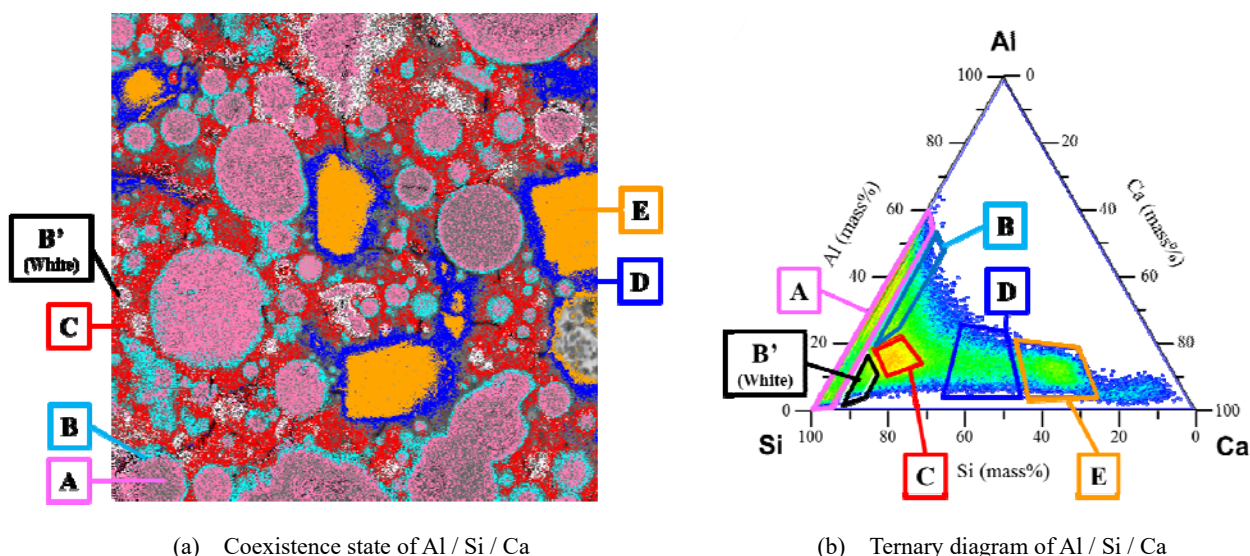 B’
(White)
C
B
A
E
D
(a) Coexistence state of Al / Si / Ca
Al
100
0
80
20
60
40
40
60
20
80
0
100
Al (mass%)
Ca (mass%)
Si
100
80
60
40
20
0
Ca
Si (mass%)
A
B
D
B’
(White)
C
E
(b) Ternary diagram of Al / Si / Ca